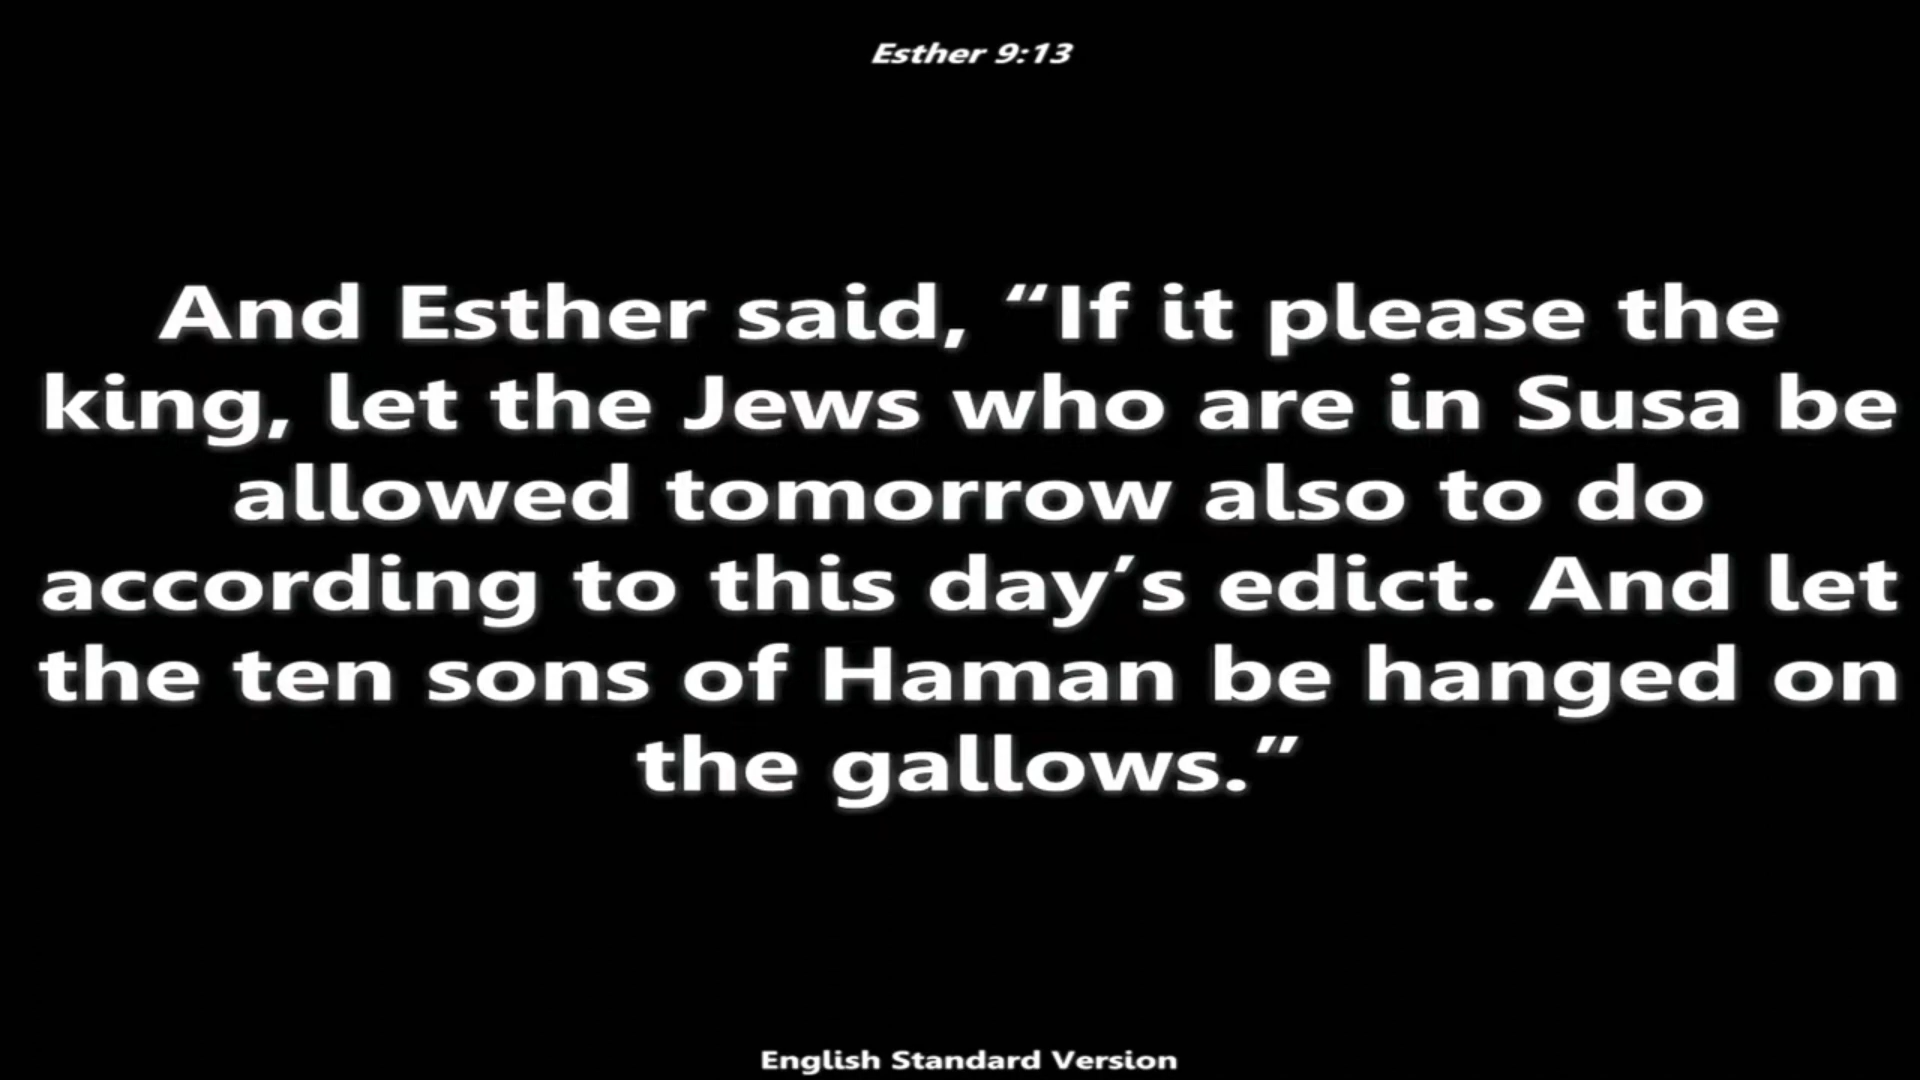 Esther 9:13
And Esther said, “If it please the
king, let the Jews who are in Susa be
allowed tomorrow also to do
according to this day’s edict. And let
the ten sons of Haman be hanged on
the gallows.”
English Standard Version